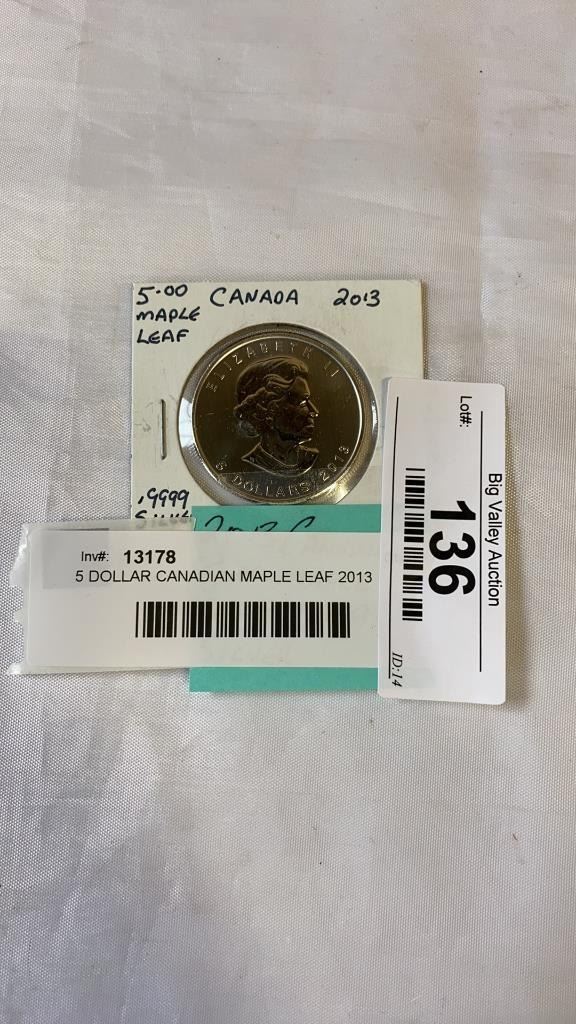 5.00 CANADA 2013
MAPLE
LEAF
ELIZABETH II
5 DOLLARS 2013
.9999
Inv#: 13178
5 DOLLAR CANADIAN MAPLE LEAF 2013
Big Valley Auction
Lot#:
136
ID:14